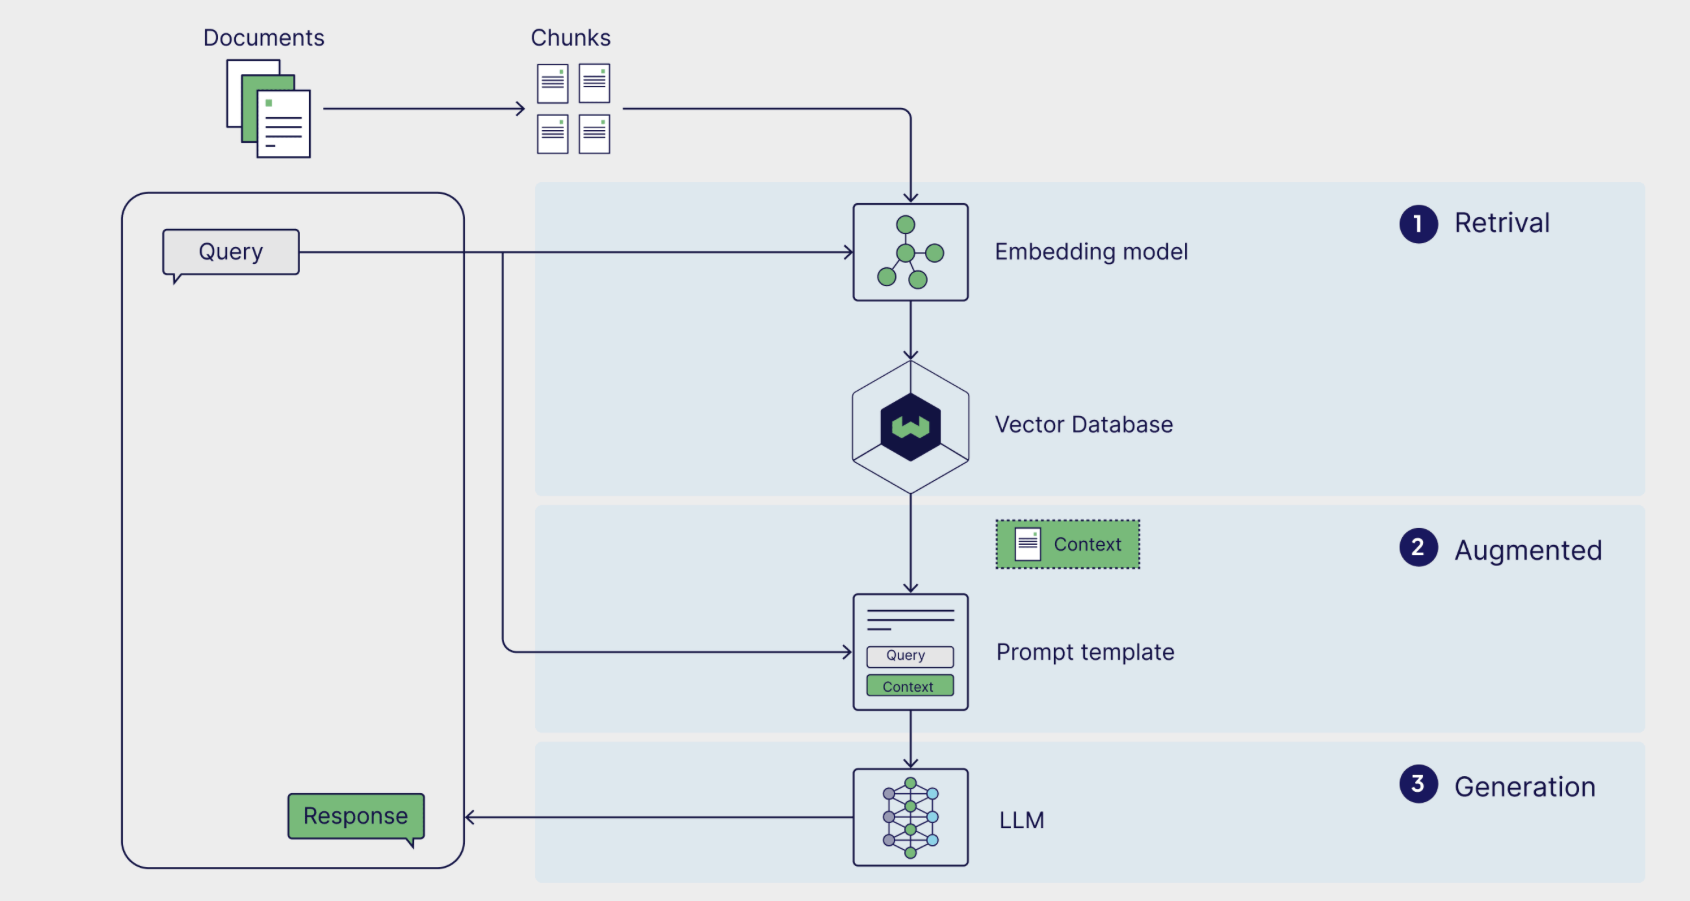 Documents
Chunks
Query
Embedding model
1 Retrival
Vector Database
Context
2 Augmented
Query
Context
Prompt template
3 Generation
Response
LLM